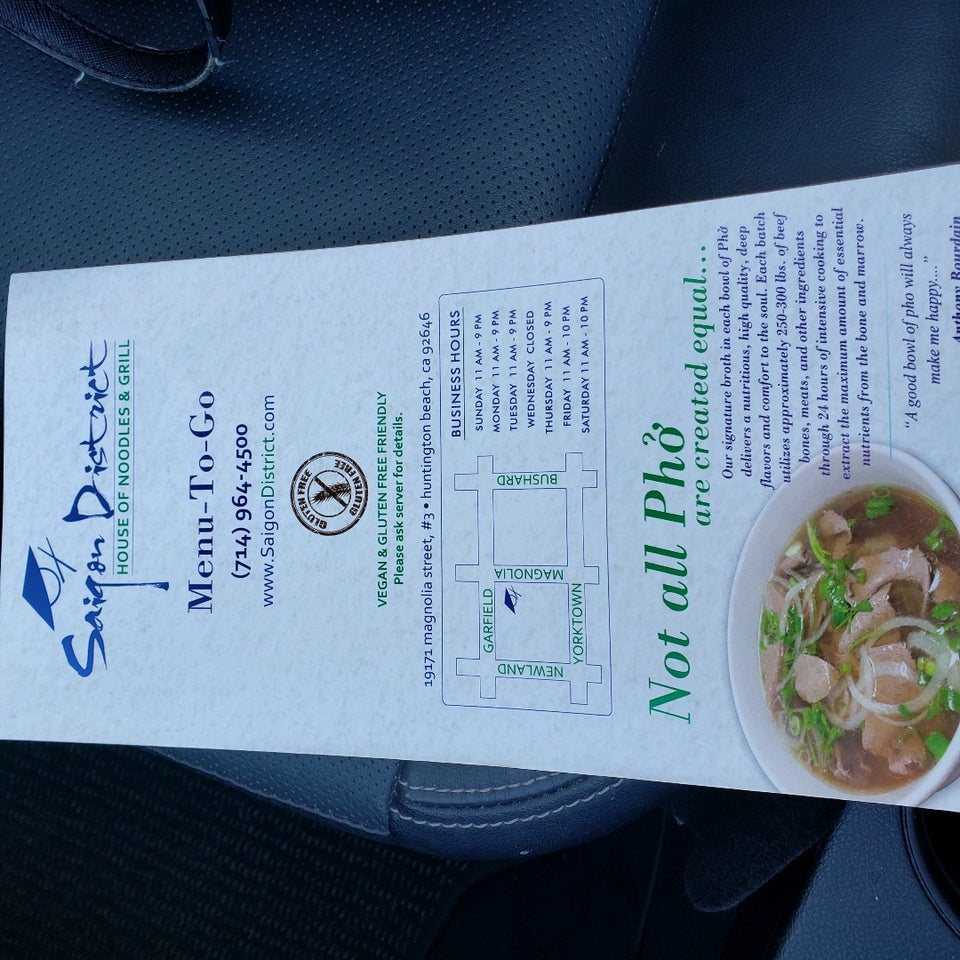 Saigon District
HOUSE OF NOODLES & GRILL
Menu-To-Go
(714) 964-4500
www.SaigonDistrict.com
GLUTEN FREE
GLUTEN FREE
VEGAN & GLUTEN FREE FRIENDLY
Please ask server for details.
19171 magnolia street, #3 • huntington beach, ca 92646
GARFIELD
NEWLAND
MAGNOLIA
BUSHARD
YORKTOWN
BUSINESS HOURS
SUNDAY 11 AM - 9 PM
MONDAY 11 AM - 9 PM
TUESDAY 11 AM - 9 PM
WEDNESDAY CLOSED
THURSDAY 11 AM - 9 PM
FRIDAY 11 AM - 10 PM
SATURDAY 11 AM - 10 PM
Not all Phở
are created equal...
Our signature broth in each bowl of Phở
delivers a nutritious, high quality, deep
flavors and comfort to the soul. Each batch
utilizes approximately 250-300 lbs. of beef
bones, meats, and other ingredients
through 24 hours of intensive cooking to
extract the maximum amount of essential
nutrients from the bone and marrow.
"A good bowl of pho will always
make me happy...."
Anthony Bourdain